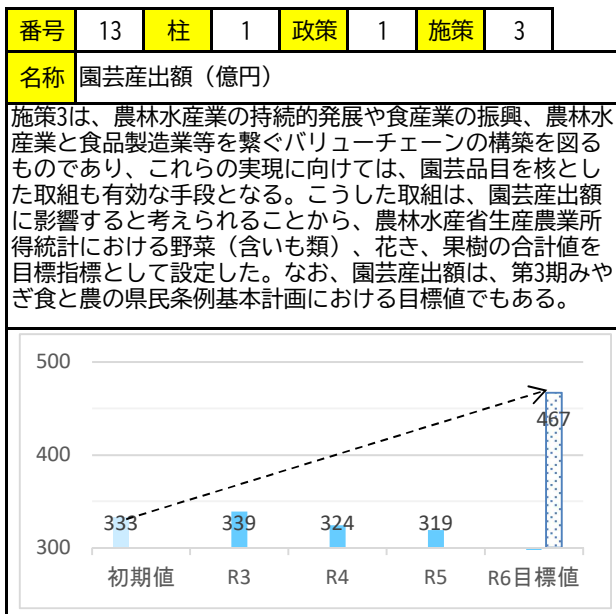 番号 13 柱 1 政策 1 施策 3
名称 園芸産出額（億円）
施策3は、農林水産業の持続的発展や食産業の振興、農林水
産業と食品製造業等を繋ぐバリューチェーンの構築を図る
ものであり、これらの実現に向けては、園芸品目を核とし
た取組も有効な手段となる。こうした取組は、園芸産出額
に影響すると考えられることから、農林水産省生産農業所
得統計における野菜（含いも類）、花き、果樹の合計値を
目標指標として設定した。なお、園芸産出額は、第3期みや
ぎ食と農の県民条例基本計画における目標値でもある。
500
467
400
333 339 324 319
300
初期値 R3 R4 R5 R6目標値